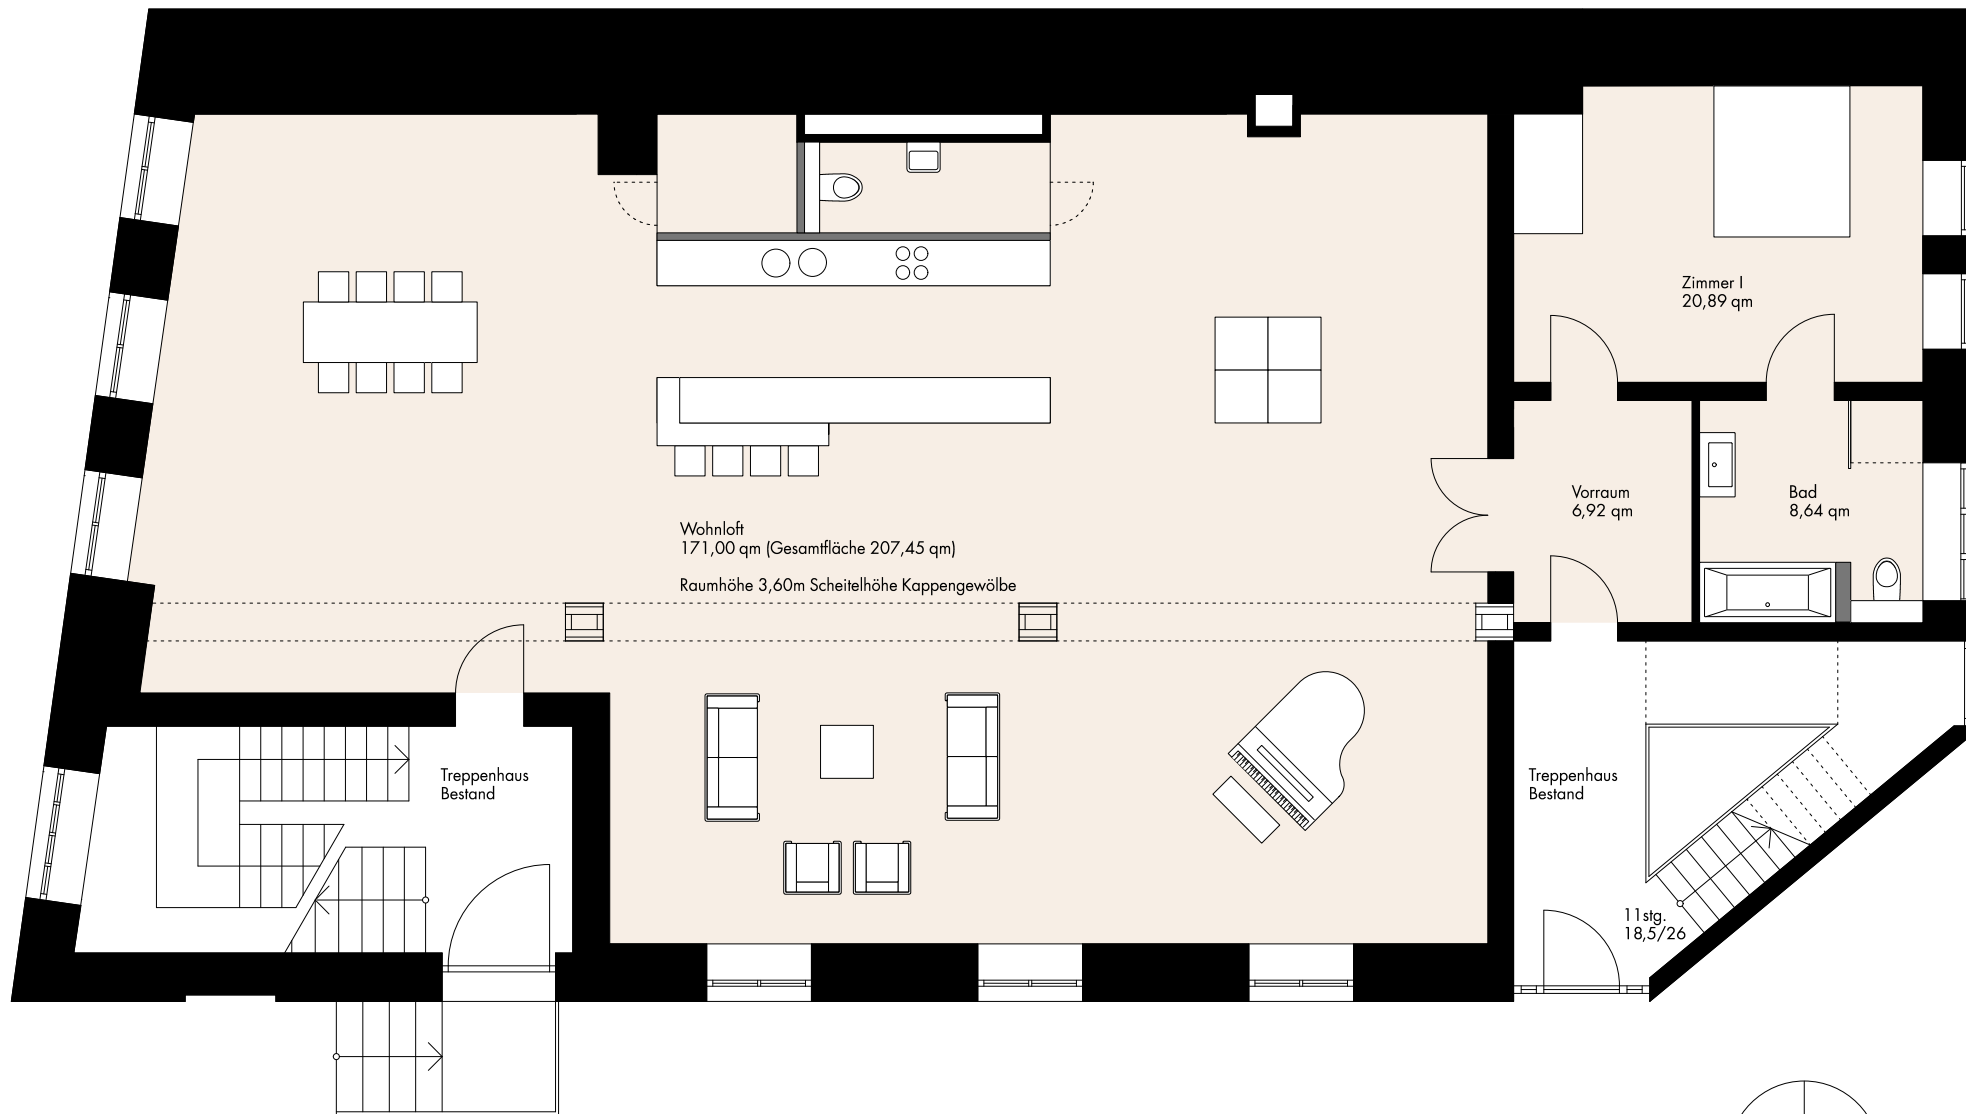 Zimmer I
20,89 qm
Vorraum
6,92 qm
Bad
8,64 qm
Wohnloft
171,00 qm (Gesamtfläche 207,45 qm)
Raumhöhe 3,60m Scheitelhöhe Kappengewölbe
Treppenhaus
Bestand
Treppenhaus
Bestand
11stg.
18,5/26